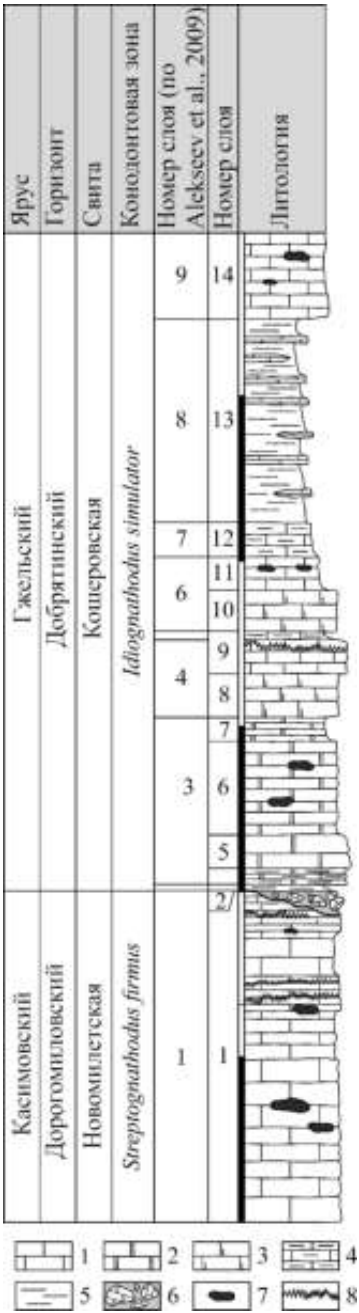 Ярус
Горизонт
Свита
Конодонтовая зона
Номер слоя (по
Alekseev et al., 2009)
Номер слоя
Литология
Гжельский
Добрятинский
Кошеровская
Idiognathodus simulator
9
8
7
6
4
3
14
13
12
11
10
9
8
7
6
5
2
Касимовский
Дорогомиловский
Новомилетская
Streptognathodus firmus
1
1
1
2
3
4
5
6
7
8